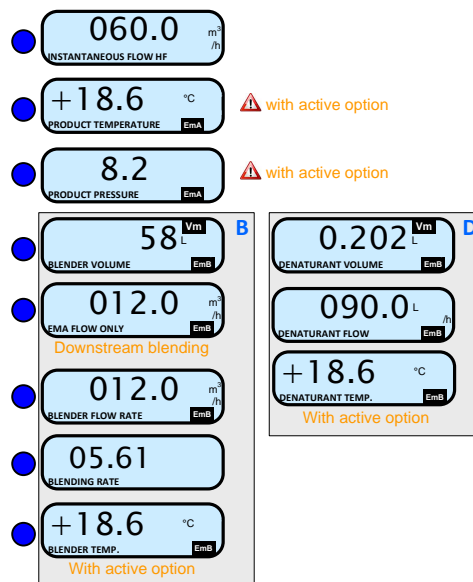 060.0 m³
/h
INSTANTANEOUS FLOW HF
+18.6 °C
PRODUCT TEMPERATURE EmA
with active option
8.2
PRODUCT PRESSURE EmA
with active option
B
58 L Vm
BLENDER VOLUME EmB
012.0 m³
/h
EMA FLOW ONLY EmB
Downstream blending
012.0 m³
/h
BLENDER FLOW RATE EmB
05.61
BLENDING RATE
+18.6 °C
BLENDER TEMP. EmB
With active option
D
0.202 L Vm
DENATURANT VOLUME EmB
090.0 L
/h
DENATURANT FLOW EmB
+18.6 °C
DENATURANT TEMP. EmB
With active option